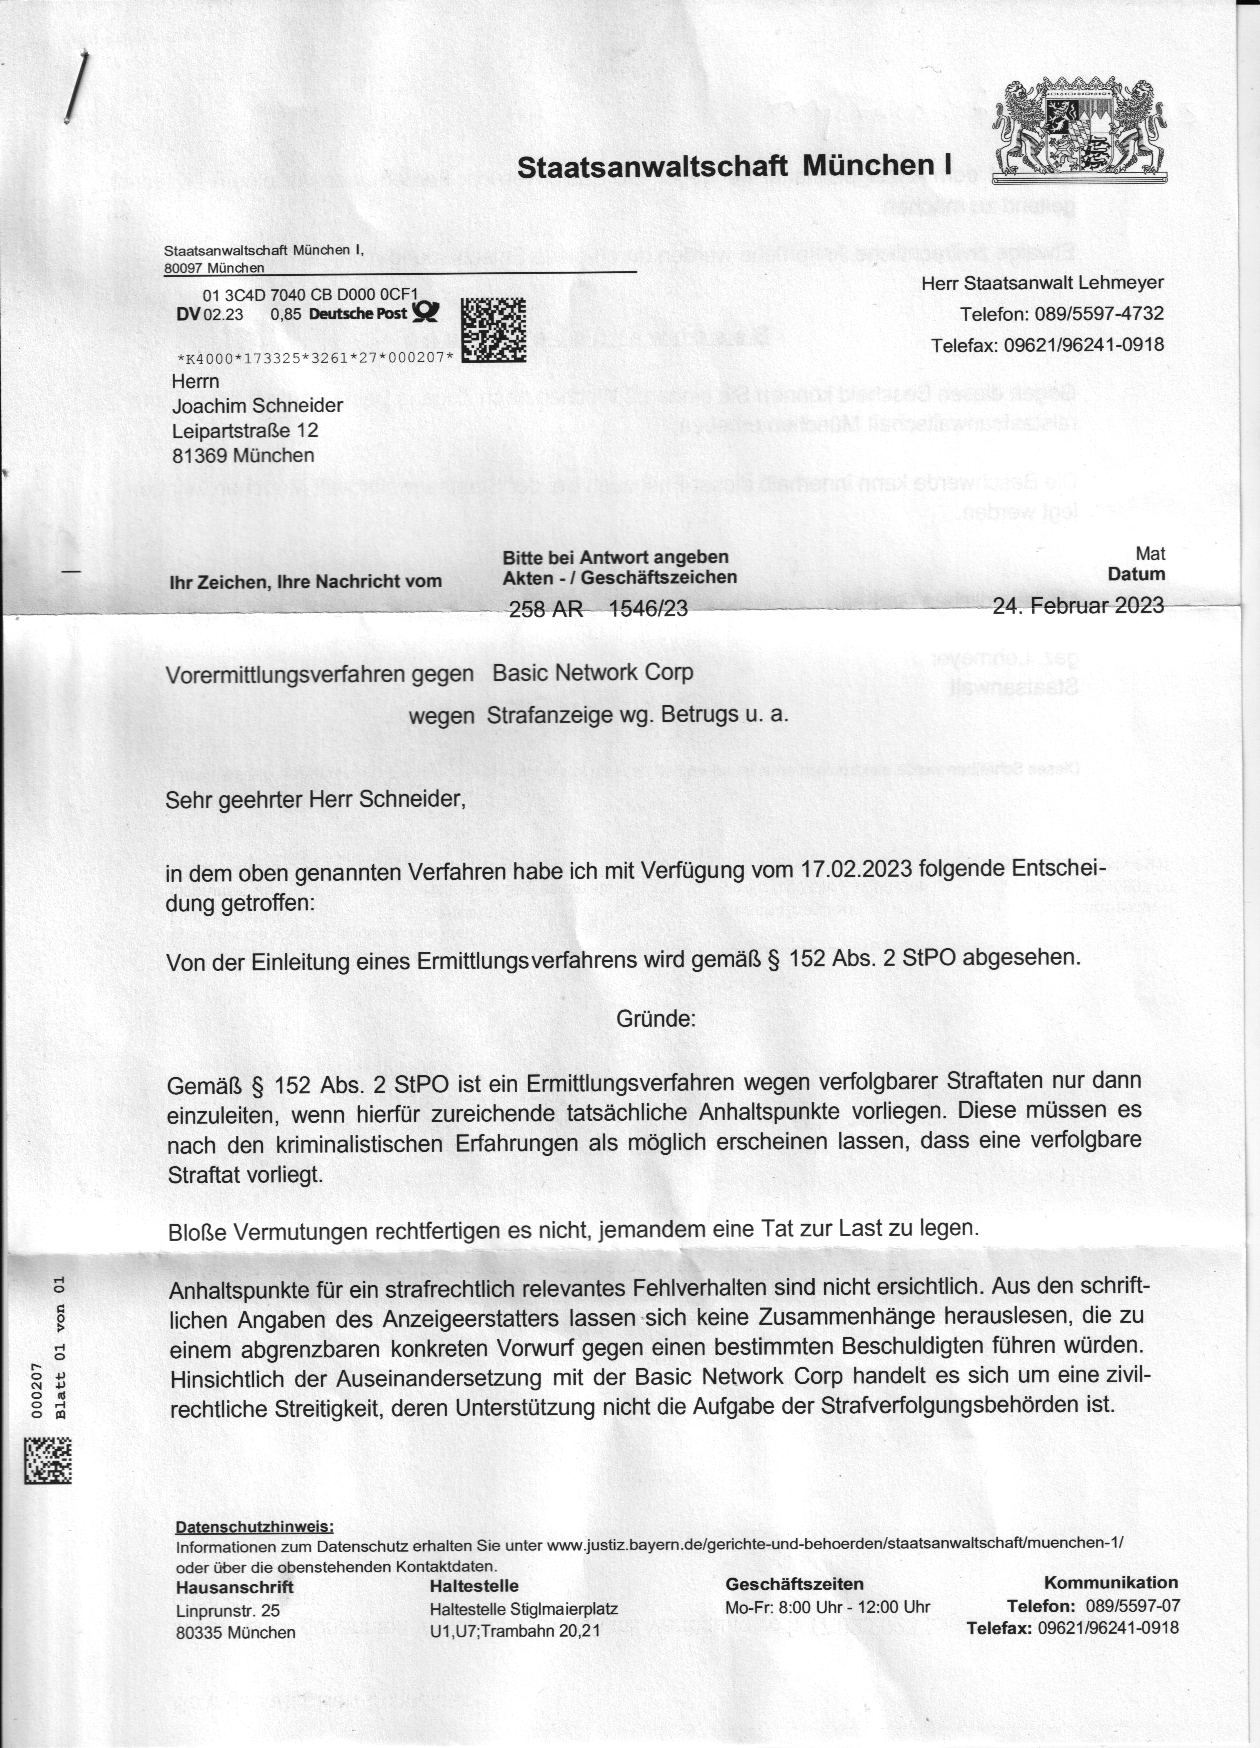 Staatsanwaltschaft München I
Staatsanwaltschaft München I,
80097 München
01 3C4D 7040 CB D000 0CF1
DV 02.23 0,85 Deutsche Post
*K4000*173325*3261*27*000207*
Herrn
Joachim Schneider
Leipartstraße 12
81369 München
Herr Staatsanwalt Lehmeyer
Telefon: 089/5597-4732
Telefax: 09621/96241-0918
Ihr Zeichen, Ihre Nachricht vom
Bitte bei Antwort angeben
Akten - / Geschäftszeichen
258 AR 1546/23
Mat
Datum
24. Februar 2023
Vorermittlungsverfahren gegen Basic Network Corp
wegen Strafanzeige wg. Betrugs u. a.
Sehr geehrter Herr Schneider,
in dem oben genannten Verfahren habe ich mit Verfügung vom 17.02.2023 folgende Entschei-
dung getroffen:
Von der Einleitung eines Ermittlungsverfahrens wird gemäß § 152 Abs. 2 StPO abgesehen.
Gründe:
Gemäß § 152 Abs. 2 StPO ist ein Ermittlungsverfahren wegen verfolgbarer Straftaten nur dann
einzuleiten, wenn hierfür zureichende tatsächliche Anhaltspunkte vorliegen. Diese müssen es
nach den kriminalistischen Erfahrungen als möglich erscheinen lassen, dass eine verfolgbare
Straftat vorliegt.
Bloße Vermutungen rechtfertigen es nicht, jemandem eine Tat zur Last zu legen.
Anhaltspunkte für ein strafrechtlich relevantes Fehlverhalten sind nicht ersichtlich. Aus den schrift-
lichen Angaben des Anzeigeerstatters lassen sich keine Zusammenhänge herauslesen, die zu
einem abgrenzbaren konkreten Vorwurf gegen einen bestimmten Beschuldigten führen würden.
Hinsichtlich der Auseinandersetzung mit der Basic Network Corp handelt es sich um eine zivil-
rechtliche Streitigkeit, deren Unterstützung nicht die Aufgabe der Strafverfolgungsbehörden ist.
000207
Blatt 01 von 01
Datenschutzhinweis:
Informationen zum Datenschutz erhalten Sie unter www.justiz.bayern.de/gerichte-und-behoerden/staatsanwaltschaft/muenchen-1/
oder über die obenstehenden Kontaktdaten.
Hausanschrift
Linprunstr. 25
80335 München
Haltestelle
Haltestelle Stiglmaierplatz
U1,U7;Trambahn 20,21
Geschäftszeiten
Mo-Fr: 8:00 Uhr - 12:00 Uhr
Kommunikation
Telefon: 089/5597-07
Telefax: 09621/96241-0918